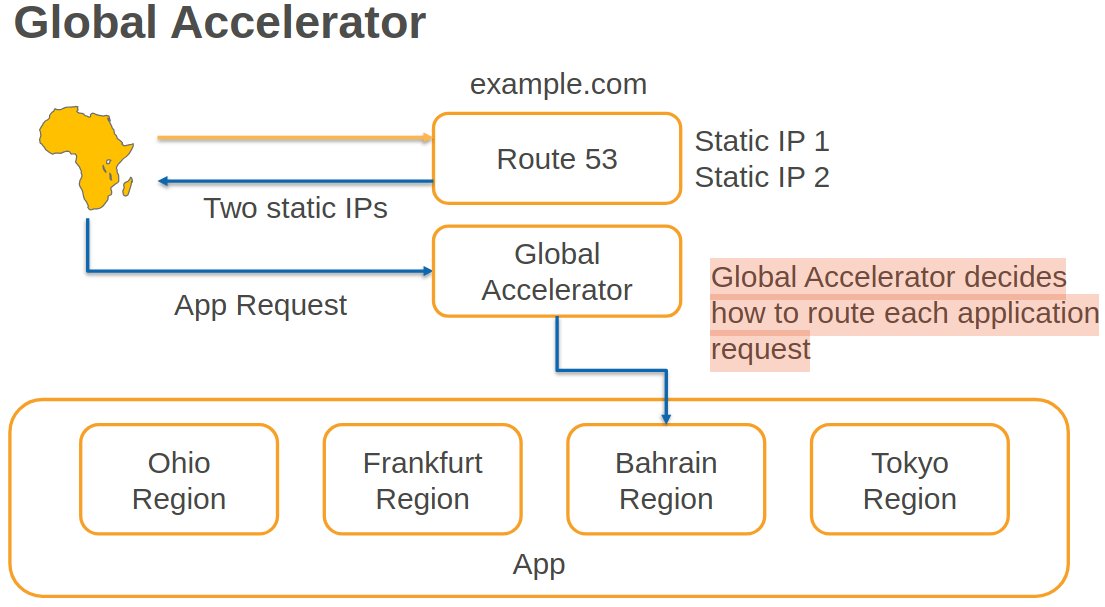 Global Accelerator
example.com
Route 53
Static IP 1
Static IP 2
Two static IPs
Global
Accelerator
App Request
Global Accelerator decides
how to route each application
request
Ohio
Region
Frankfurt
Region
Bahrain
Region
Tokyo
Region
App